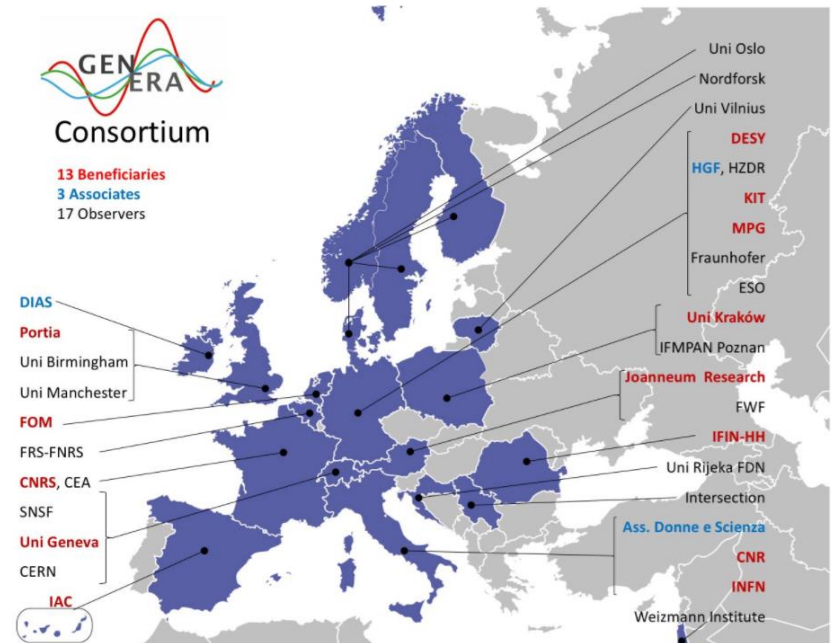 GENERA
Consortium
13 Beneficiaries
3 Associates
17 Observers
DIAS
Portia
Uni Birmingham
Uni Manchester
FOM
FRS-FNRS
CNRS, CEA
SNSF
Uni Geneva
CERN
IAC
Uni Oslo
Nordforsk
Uni Vilnius
DESY
HGF, HZDR
KIT
MPG
Fraunhofer
ESO
Uni Kraków
IFMPAN Poznan
Joanneum Research
FWF
IFIN-HH
Uni Rijeka FDN
Intersection
Ass. Donne e Scienza
CNR
INFN
Weizmann Institute